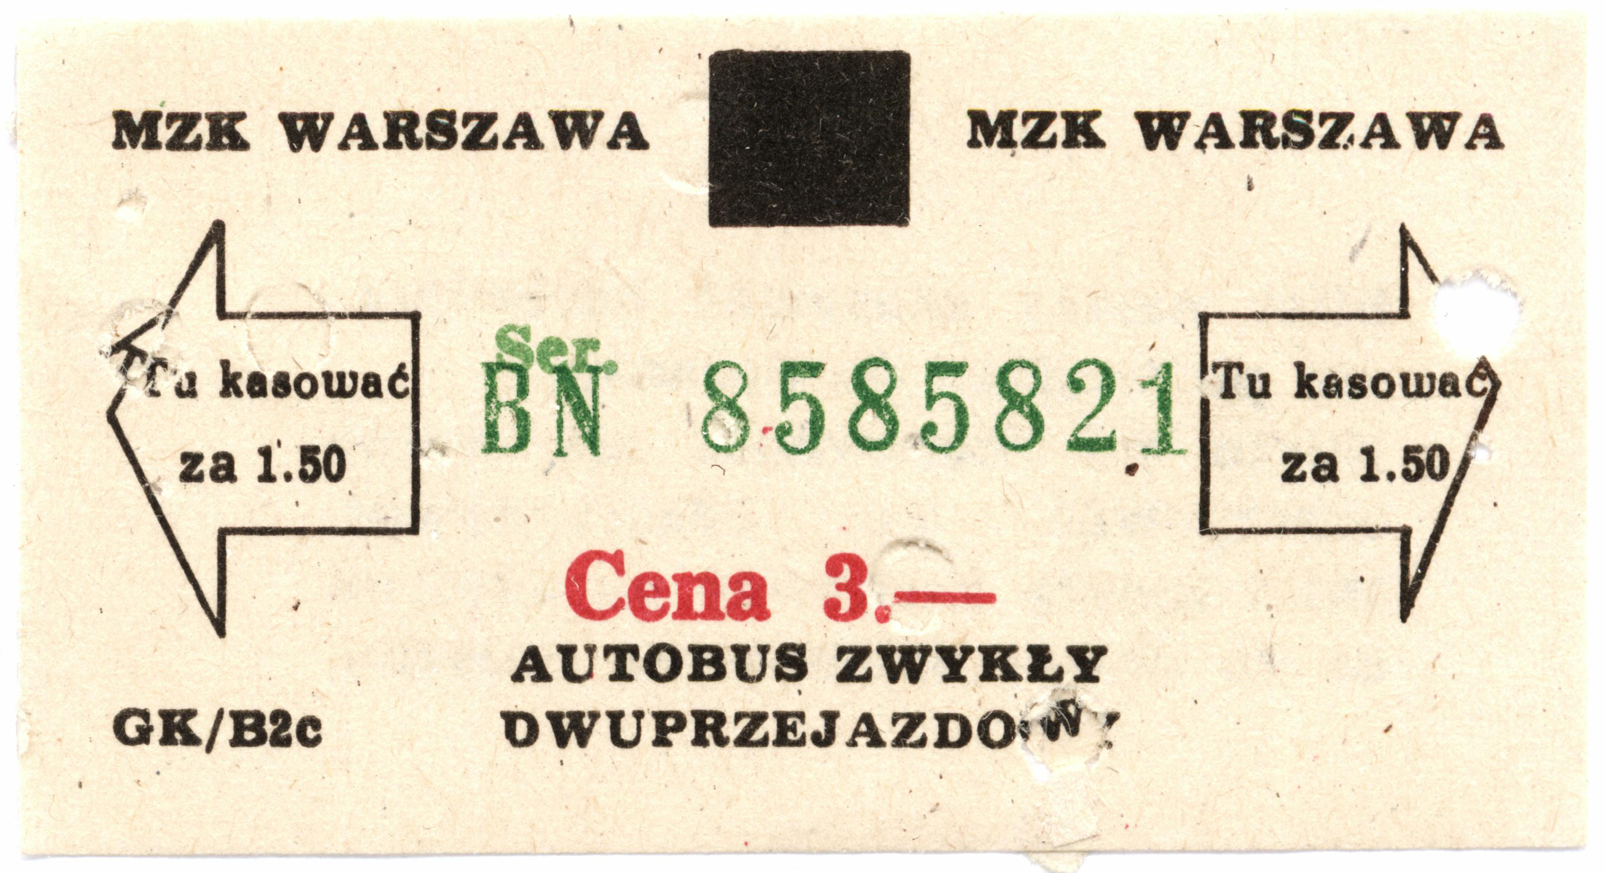 MZK WARSZAWA
MZK WARSZAWA
Tu kasować
za 1.50
Ser.
BN 8585821
Tu kasować
za 1.50
Cena 3.—
AUTOBUS ZWYKŁY
DWUPRZEJAZDOWY
GK/B2c